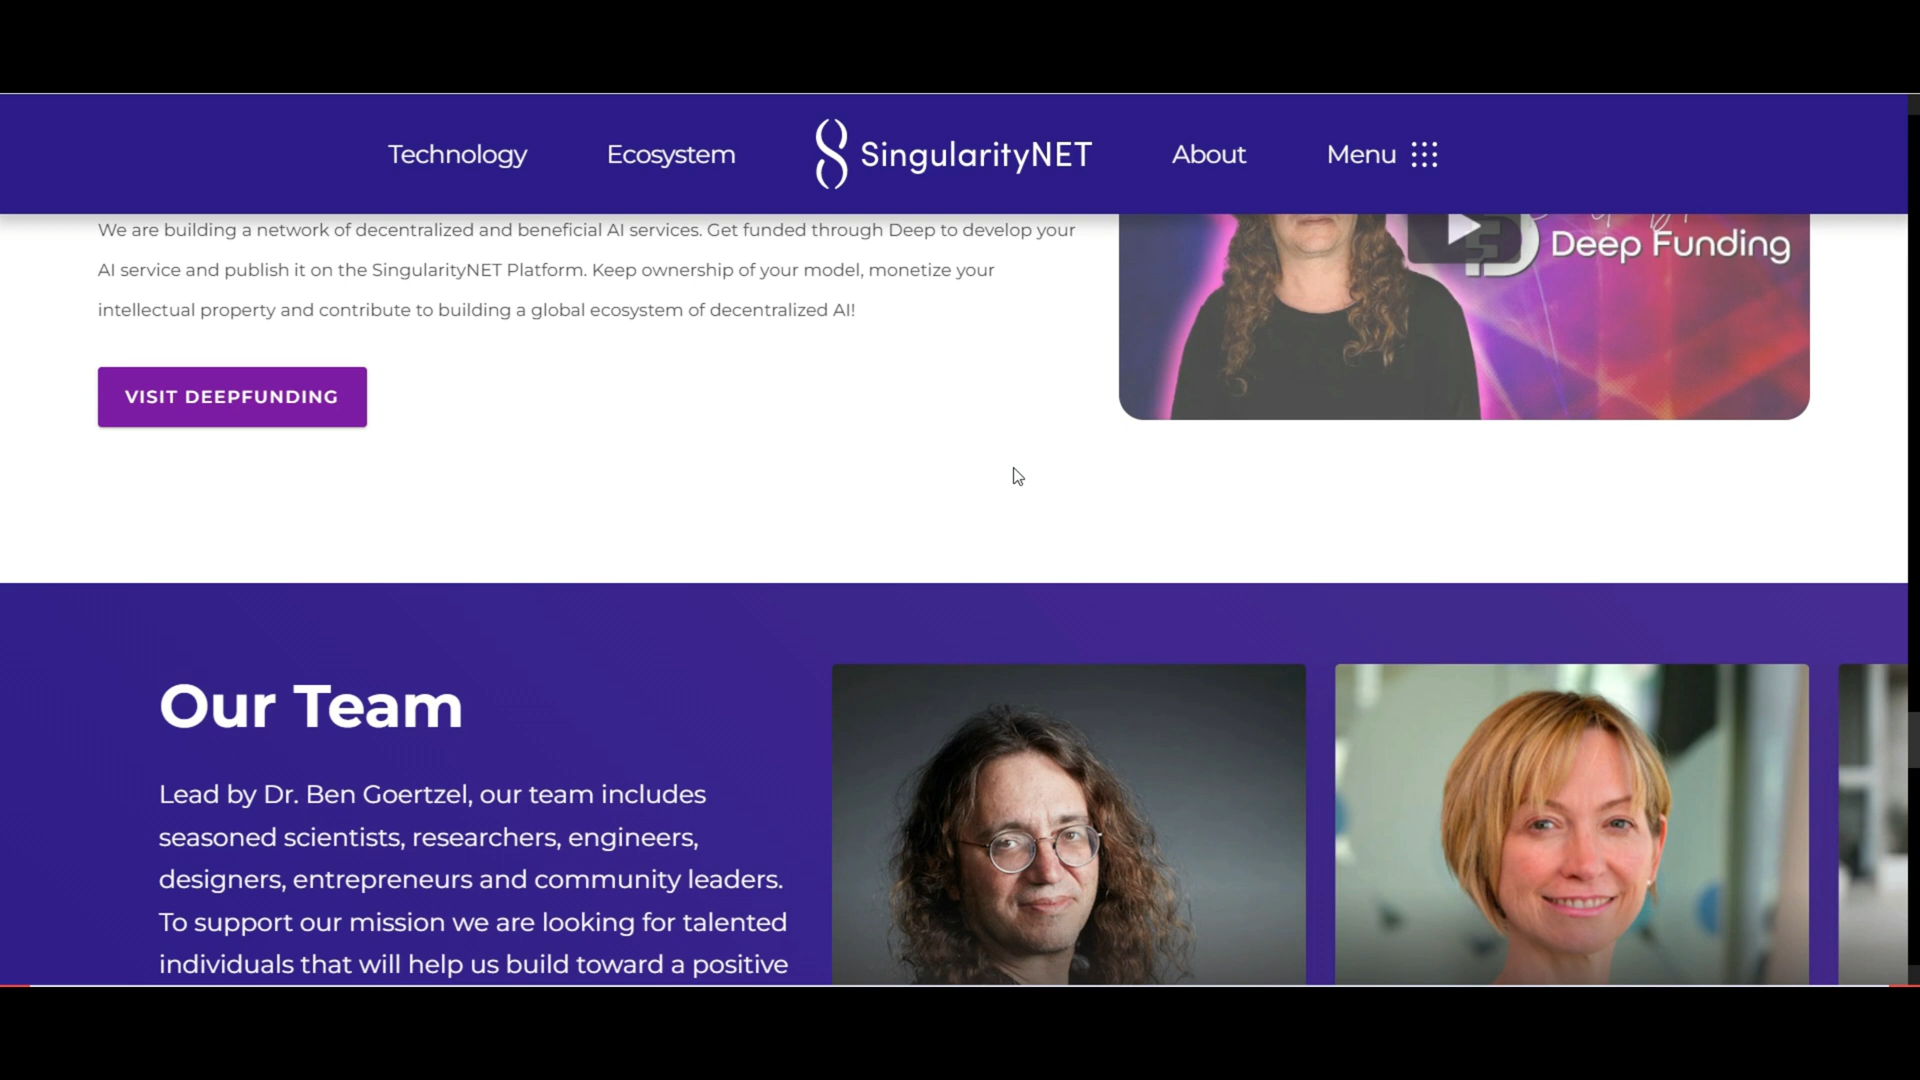 Technology
Ecosystem
SingularityNET
About
Menu
We are building a network of decentralized and beneficial AI services. Get funded through Deep to develop your
AI service and publish it on the SingularityNET Platform. Keep ownership of your model, monetize your
intellectual property and contribute to building a global ecosystem of decentralized AI!
VISIT DEEPFUNDING
Deep Funding
Our Team
Lead by Dr. Ben Goertzel, our team includes
seasoned scientists, researchers, engineers,
designers, entrepreneurs and community leaders.
To support our mission we are looking for talented
individuals that will help us build toward a positive